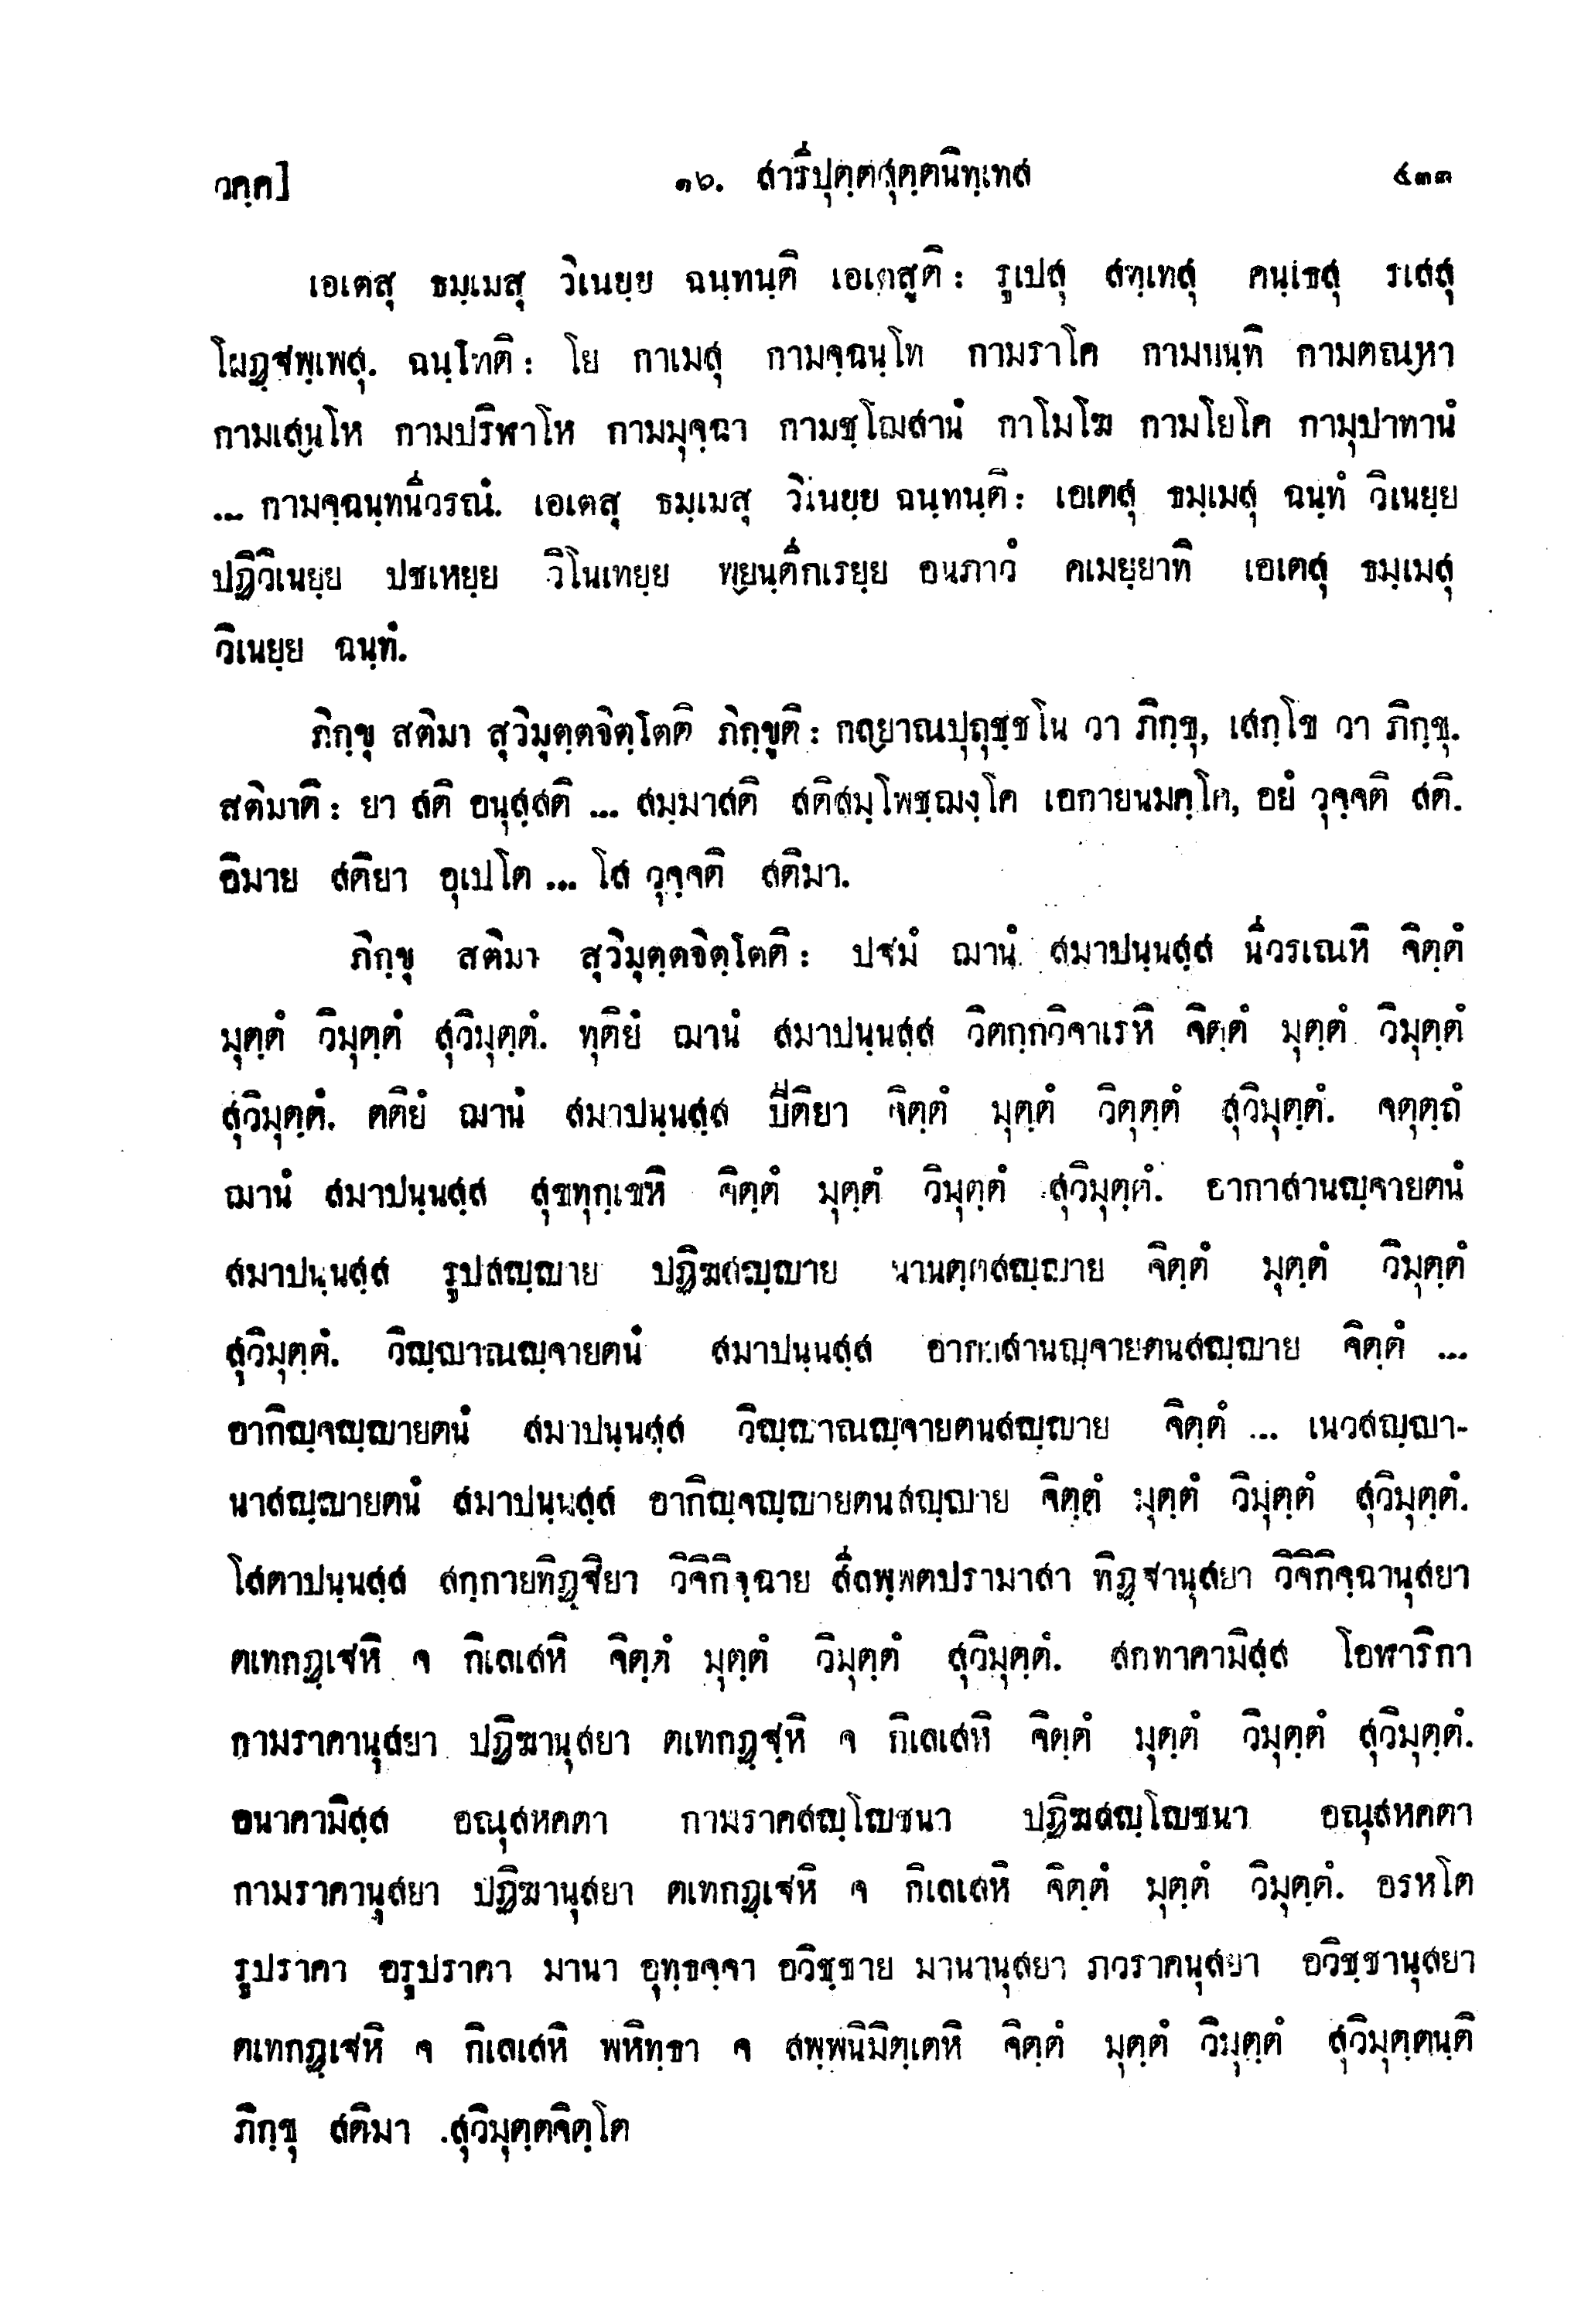 วคฺค]
๑๖. สารีปุตฺตสุตฺตนิทฺเทส
๔๓๓
เอเตสุ ธมฺเมสุ วิเนยฺย ฉนฺทนฺติ เอเตสูติ: รูเปสุ สทฺเทสุ คนฺเธสุ รเสสุ
โผฏฺฐพฺเพสุ. ฉนฺโทติ: โย กาเมสุ กามจฺฉนฺโท กามราโค กามนนฺทิ กามตณฺหา
กามเสฺนโห กามปริฬาโห กามมุจฺฉา กามชฺโฌสานํ กาโมโฆ กามโยโค กามุปาทานํ
... กามจฺฉนฺทนีวรณํ. เอเตสุ ธมฺเมสุ วิเนยฺย ฉนฺทนฺติ: เอเตสุ ธมฺเมสุ ฉนฺทํ วิเนยฺย
ปฏิวิเนยฺย ปชเหยฺย วิโนเทยฺย พฺยนฺตีกเรยฺย อนภาวํ คเมยฺยาติ เอเตสุ ธมฺเมสุ
วิเนยฺย ฉนฺทํ.
ภิกฺขุ สติมา สุวิมุตฺตจิตฺโตติ ภิกฺขูติ: กลฺยาณปุถุชฺชโน วา ภิกฺขุ, เสกฺโข วา ภิกฺขุ.
สติมาติ: ยา สติ อนุสฺสติ ... สมฺมาสติ สติสมฺโพชฺฌงฺโค เอกายนมคฺโค, อยํ วุจฺจติ สติ.
อิมาย สติยา อุเปโต ... โส วุจฺจติ สติมา.
ภิกฺขุ สติมา สุวิมุตฺตจิตฺโตติ: ปฐมํ ฌานํ สมาปนฺนสฺส นีวรเณหิ จิตฺตํ
มุตฺตํ วิมุตฺตํ สุวิมุตฺตํ. ทุติยํ ฌานํ สมาปนฺนสฺส วิตกฺกวิจาเรหิ จิตฺตํ มุตฺตํ วิมุตฺตํ
สุวิมุตฺตํ. ตติยํ ฌานํ สมาปนฺนสฺส ปีติยา จิตฺตํ มุตฺตํ วิตุตฺตํ สุวิมุตฺตํ. จตุตฺถํ
ฌานํ สมาปนฺนสฺส สุขทุกฺเขหิ จิตฺตํ มุตฺตํ วิมุตฺตํ สุวิมุตฺตํ. อากาสานญฺจายตนํ
สมาปนฺนสฺส รูปสญฺญาย ปฏิฆสญฺญาย นานตฺตสญฺญาย จิตฺตํ มุตฺตํ วิมุตฺตํ
สุวิมุตฺตํ. วิญฺญาณญฺจายตนํ สมาปนฺนสฺส อากาสานญฺจายตนสญฺญาย จิตฺตํ ...
อากิญฺจญฺญายตนํ สมาปนฺนสฺส วิญฺญาณญฺจายตนสญฺญาย จิตฺตํ ... เนวสญฺญา-
นาสญฺญายตนํ สมาปนฺนสฺส อากิญฺจญฺญายตนสญฺญาย จิตฺตํ มุตฺตํ วิมุตฺตํ สุวิมุตฺตํ.
โสตาปนฺนสฺส สกฺกายทิฏฺฐิยา วิจิกิจฺฉาย สีลพฺพตปรามาสา ทิฏฺฐานุสยา วิจิกิจฺฉานุสยา
ตเทกฏฺเฐหิ จ กิเลเสหิ จิตฺตํ มุตฺตํ วิมุตฺตํ สุวิมุตฺตํ. สกทาคามิสฺส โอฬาริกา
กามราคานุสยา ปฏิฆานุสยา ตเทกฏฺฐฺหิ จ กิเลเสหิ จิตฺตํ มุตฺตํ วิมุตฺตํ สุวิมุตฺตํ.
อนาคามิสฺส อณุสหคตา กามราคสญฺโญชนา ปฏิฆสญฺโญชนา อณุสหคตา
กามราคานุสยา ปฏิฆานุสยา ตเทกฏฺเฐหิ จ กิเลเสหิ จิตฺตํ มุตฺตํ วิมุตฺตํ. อรหโต
รูปราคา อรูปราคา มานา อุทฺธจฺจา อวิชฺชาย มานานุสยา ภวราคนุสยา อวิชฺชานุสยา
ตเทกฏฺเฐหิ จ กิเลเสหิ พหิทฺธา จ สพฺพนิมิตฺเตหิ จิตฺตํ มุตฺตํ วิมุตฺตํ สุวิมุตฺตนฺติ
ภิกฺขุ สติมา สุวิมุตฺตจิตฺโต